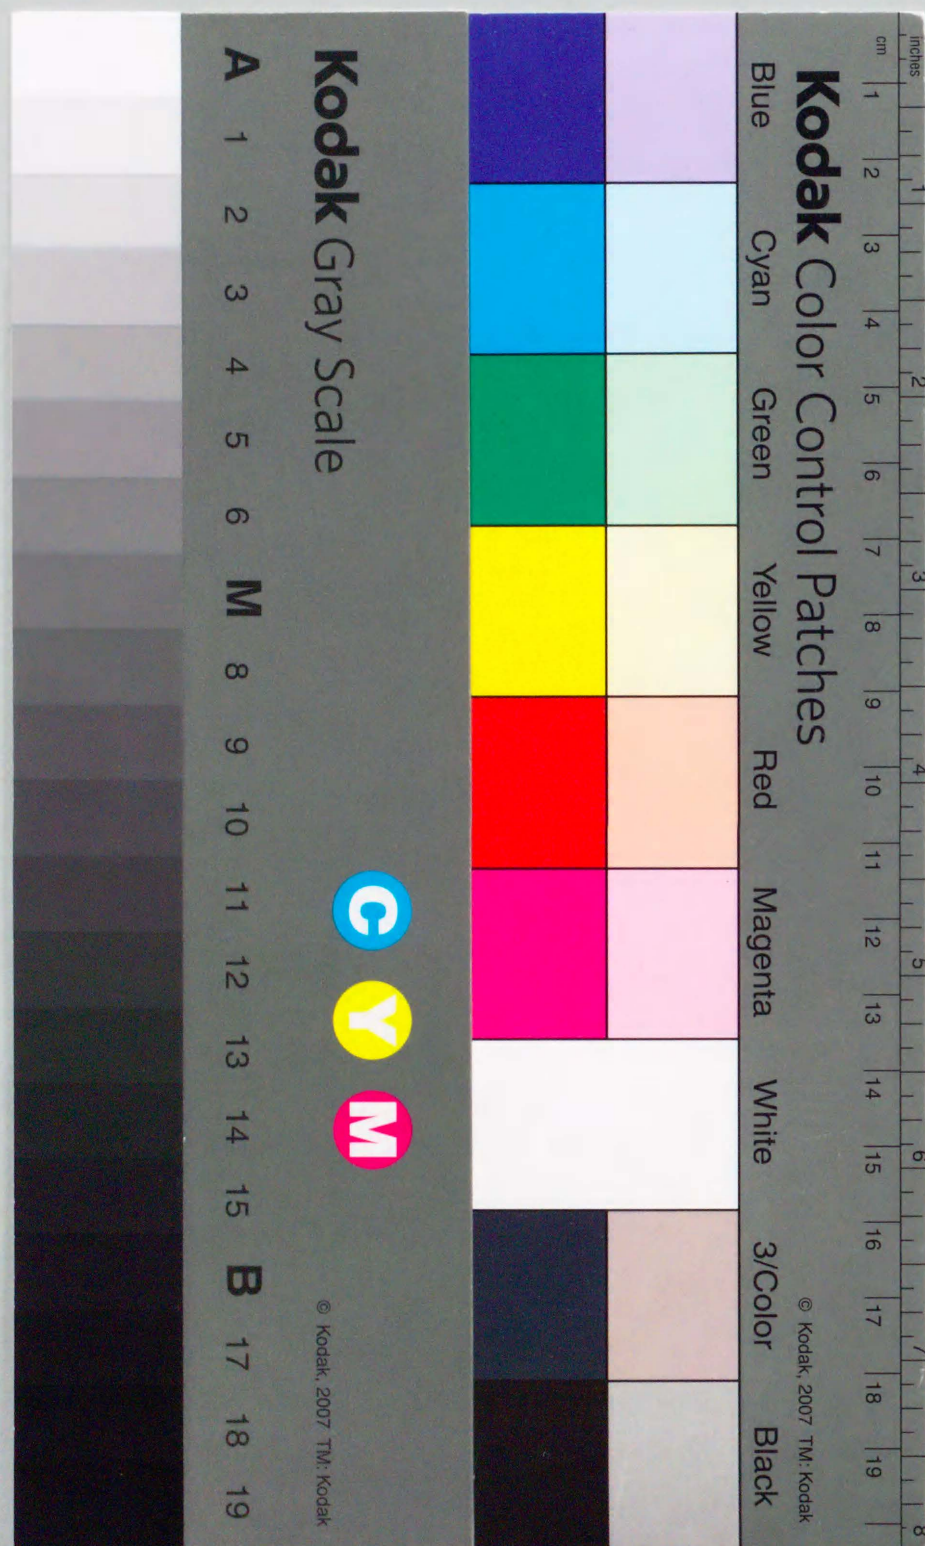 inches
cm
1 2 3 4 5 6 7 8
1 2 3 4 5 6 7 8 9 10 11 12 13 14 15 16 17 18 19
Kodak Color Control Patches
© Kodak, 2007 TM: Kodak
Blue Cyan Green Yellow Red Magenta White 3/Color Black
Kodak Gray Scale
C Y M
© Kodak, 2007 TM: Kodak
A 1 2 3 4 5 6 M 8 9 10 11 12 13 14 15 B 17 18 19